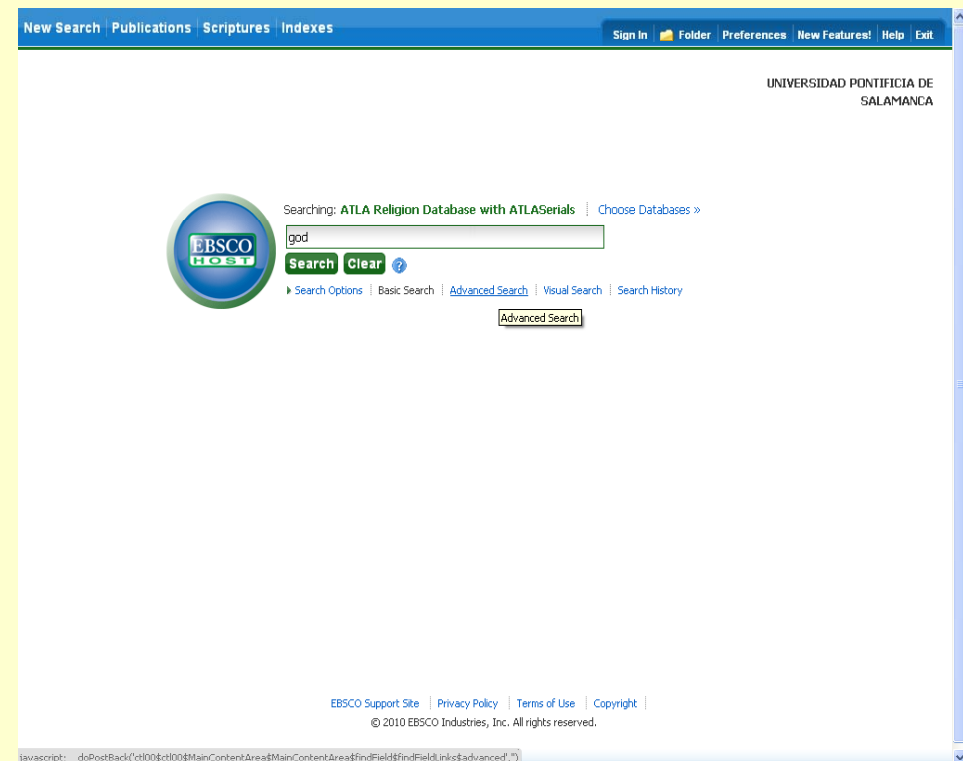 New Search Publications Scriptures Indexes
Sign In Folder Preferences New Features! Help Exit
UNIVERSIDAD PONTIFICIA DE
SALAMANCA
Searching: ATLA Religion Database with ATLASerials Choose Databases »
EBSCO
HOST
god
Search Clear ?
Search Options Basic Search Advanced Search Visual Search Search History
Advanced Search
EBSCO Support Site Privacy Policy Terms of Use Copyright
© 2010 EBSCO Industries, Inc. All rights reserved.
javascript:__doPostBack('ctl00$ctl00$MainContentArea$MainContentArea$findField$findFieldLinks$advanced','')